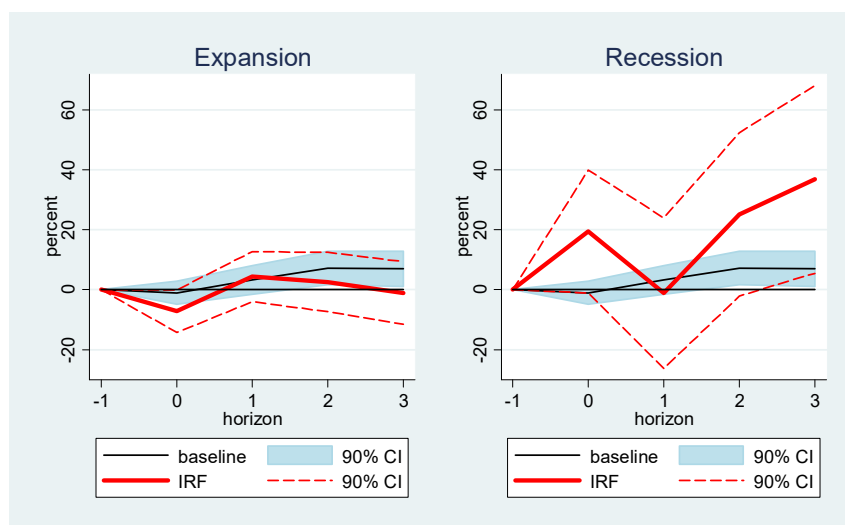 Expansion
60
40
20
0
-20
percent
-1 0 1 2 3
horizon
baseline 90% CI
IRF 90% CI
Recession
60
40
20
0
-20
percent
-1 0 1 2 3
horizon
baseline 90% CI
IRF 90% CI